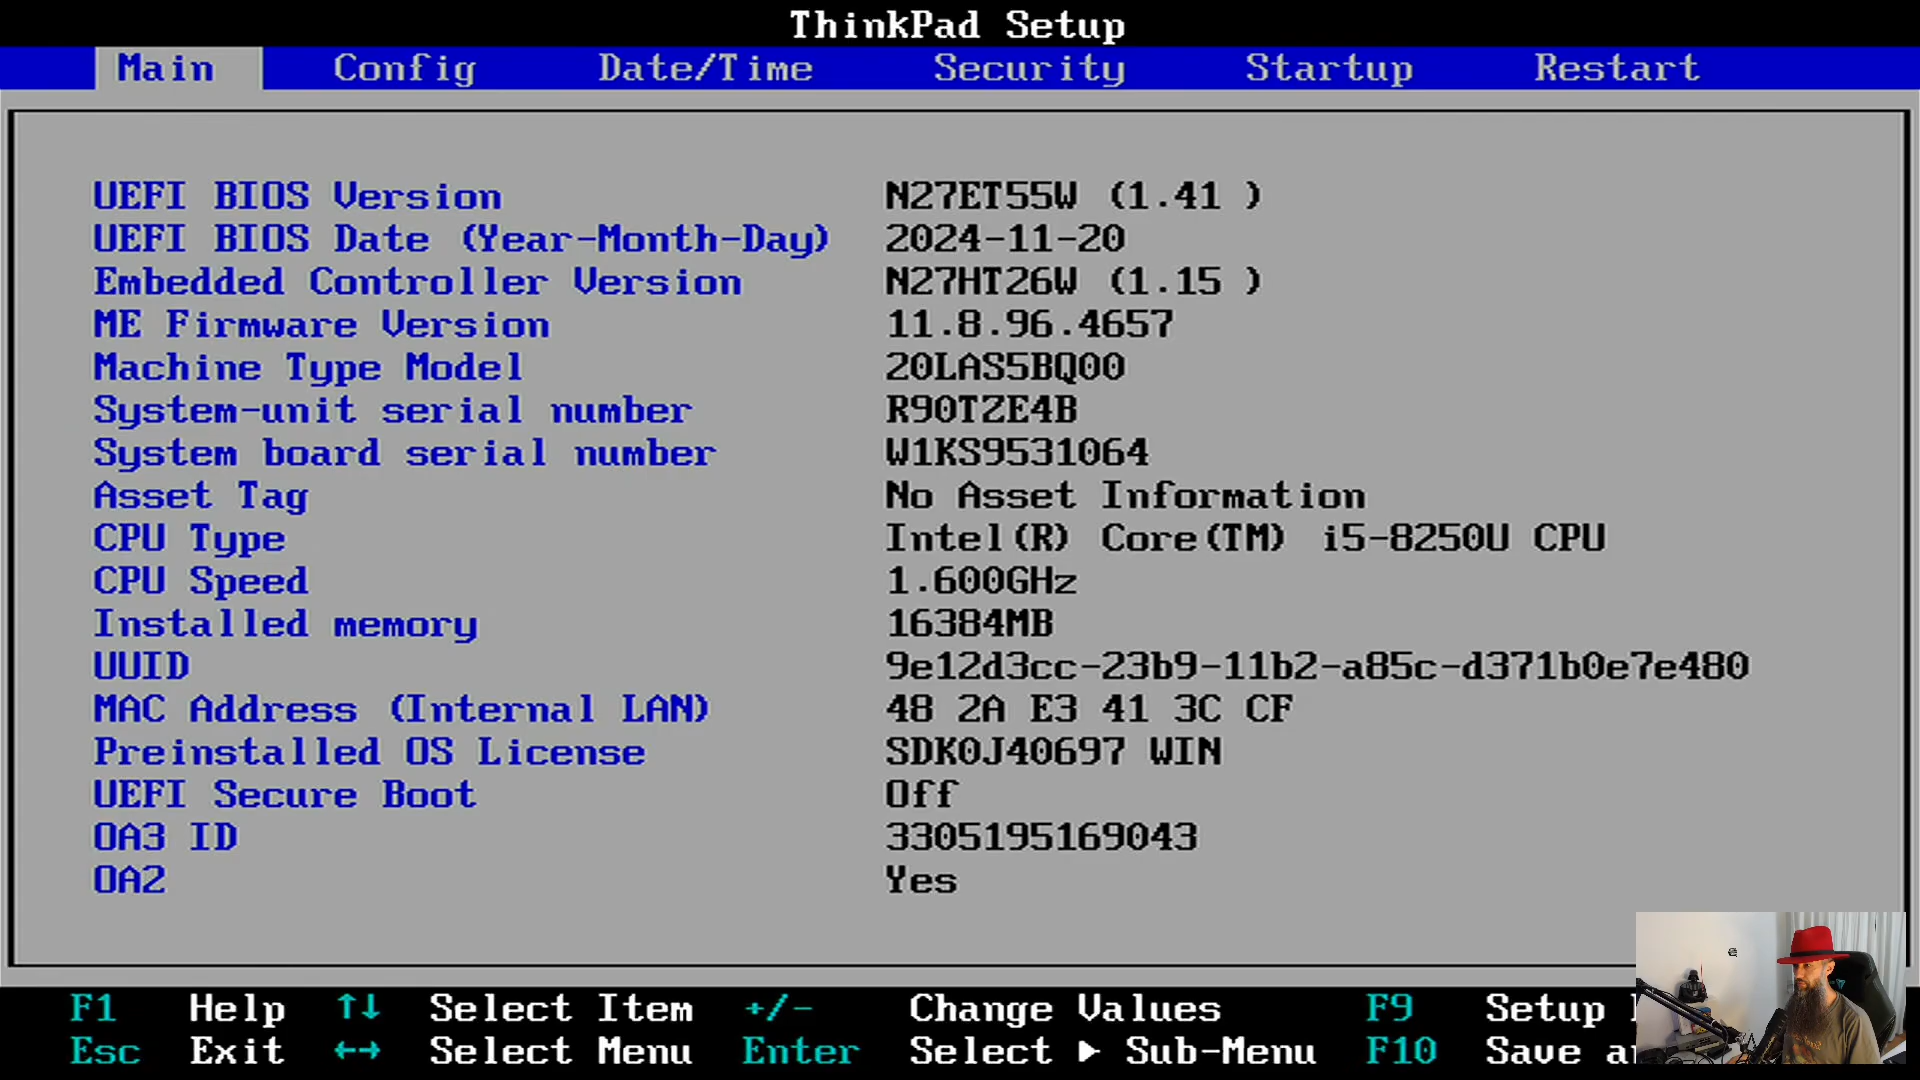 ThinkPad Setup
Main Config Date/Time Security Startup Restart
UEFI BIOS Version N27ET55W (1.41 )
UEFI BIOS Date (Year-Month-Day) 2024-11-20
Embedded Controller Version N27HT26W (1.15 )
ME Firmware Version 11.8.96.4657
Machine Type Model 20LAS5BQ00
System-unit serial number R90TZE4B
System board serial number W1KS9531064
Asset Tag No Asset Information
CPU Type Intel(R) Core(TM) i5-8250U CPU
CPU Speed 1.600GHz
Installed memory 16384MB
UUID 9e12d3cc-23b9-11b2-a85c-d371b0e7e480
MAC Address (Internal LAN) 48 2A E3 41 3C CF
Preinstalled OS License SDK0J40697 WIN
UEFI Secure Boot Off
OA3 ID 3305195169043
OA2 Yes
F1 Help ↑↓ Select Item +/- Change Values F9 Setup
Esc Exit ←→ Select Menu Enter Select ► Sub-Menu F10 Save